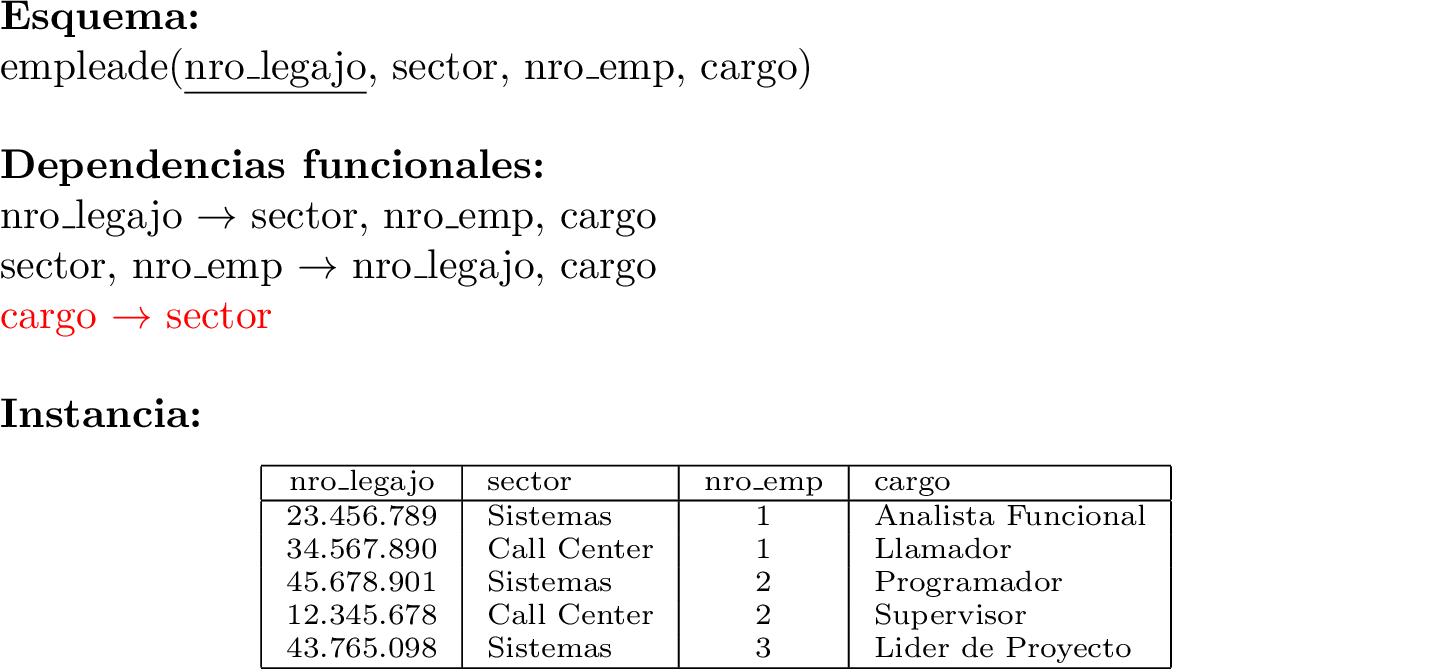 Esquema:
empleade(nro_legajo, sector, nro_emp, cargo)
Dependencias funcionales:
nro_legajo → sector, nro_emp, cargo
sector, nro_emp → nro_legajo, cargo
cargo → sector
Instancia:
nro_legajo sector nro_emp cargo
23.456.789 Sistemas 1 Analista Funcional
34.567.890 Call Center 1 Llamador
45.678.901 Sistemas 2 Programador
12.345.678 Call Center 2 Supervisor
43.765.098 Sistemas 3 Lider de Proyecto